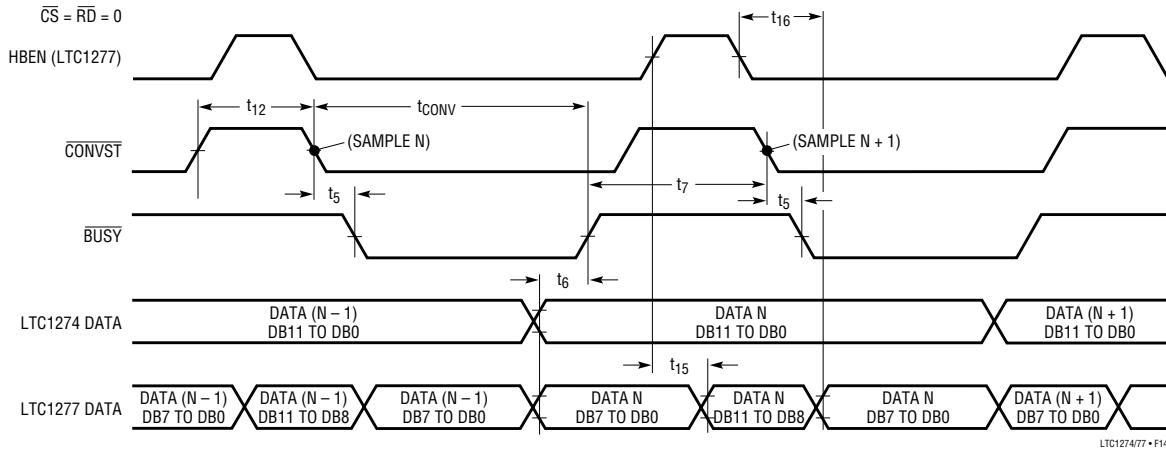 CS = RD = 0
t16
HBEN (LTC1277)
t12
tCONV
CONVST
(SAMPLE N)
(SAMPLE N + 1)
t5
t7
t5
BUSY
t6
LTC1274 DATA
DATA (N – 1)
DB11 TO DB0
DATA N
DB11 TO DB0
DATA (N + 1)
DB11 TO DB0
t15
LTC1277 DATA
DATA (N – 1)
DB7 TO DB0
DATA (N – 1)
DB11 TO DB8
DATA (N – 1)
DB7 TO DB0
DATA N
DB7 TO DB0
DATA N
DB11 TO DB8
DATA N
DB7 TO DB0
DATA (N + 1)
DB7 TO DB0
LTC1274/77 • F14